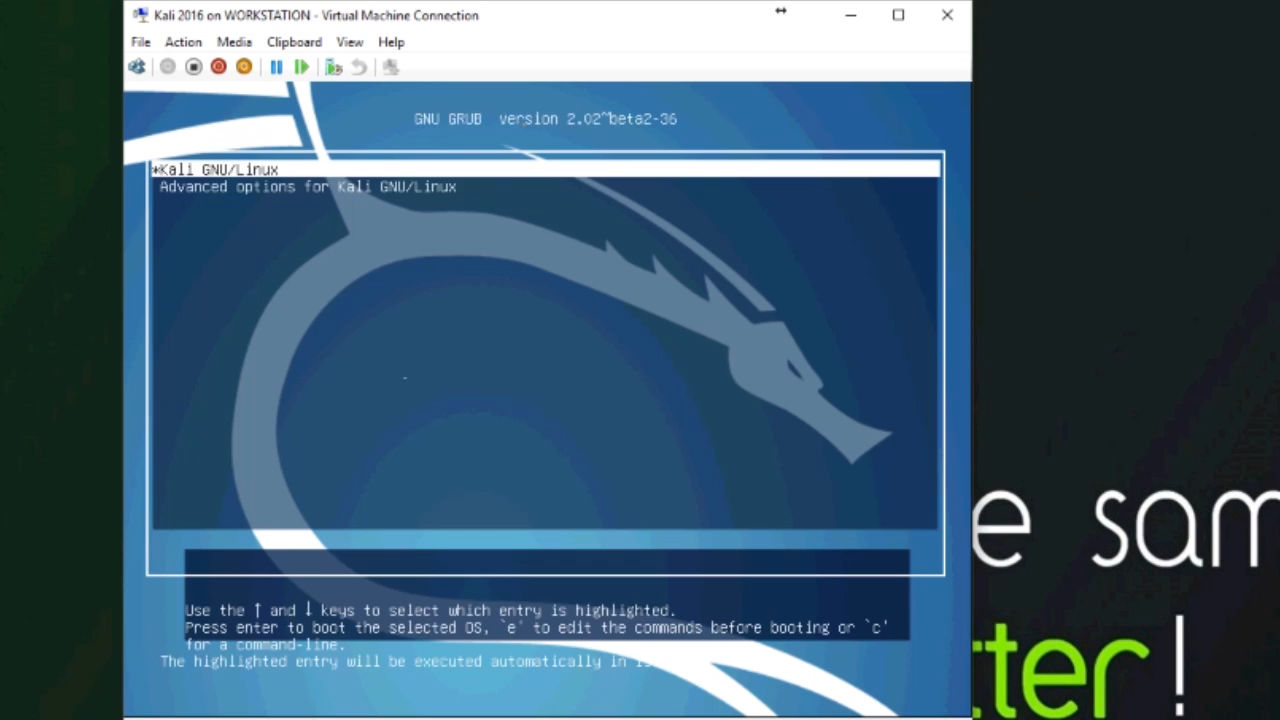 Kali 2016 on WORKSTATION - Virtual Machine Connection
File Action Media Clipboard View Help
GNU GRUB version 2.02~beta2-36
*Kali GNU/Linux
Advanced options for Kali GNU/Linux
e sam
tter!
Use the ↑ and ↓ keys to select which entry is highlighted.
Press enter to boot the selected OS, `e' to edit the commands before booting or `c'
for a command-line.
The highlighted entry will be executed automatically in